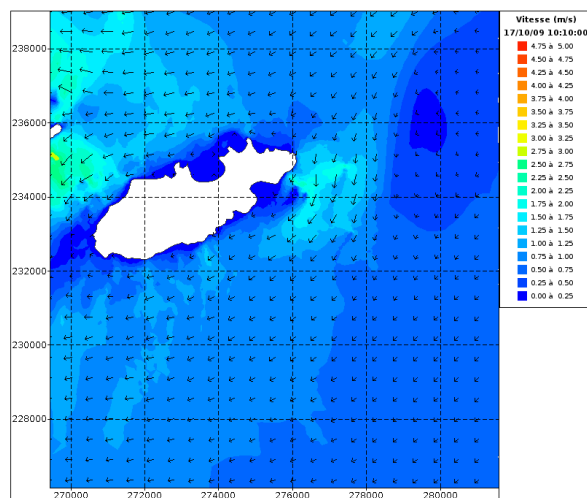 Vitesse (m/s)
17/10/09 10:10:00
4.75 à 5.00
4.50 à 4.75
4.25 à 4.50
4.00 à 4.25
3.75 à 4.00
3.50 à 3.75
3.25 à 3.50
3.00 à 3.25
2.75 à 3.00
2.50 à 2.75
2.25 à 2.50
2.00 à 2.25
1.75 à 2.00
1.50 à 1.75
1.25 à 1.50
1.00 à 1.25
0.75 à 1.00
0.50 à 0.75
0.25 à 0.50
0.00 à 0.25
238000
236000
234000
232000
230000
228000
270000 272000 274000 276000 278000 280000